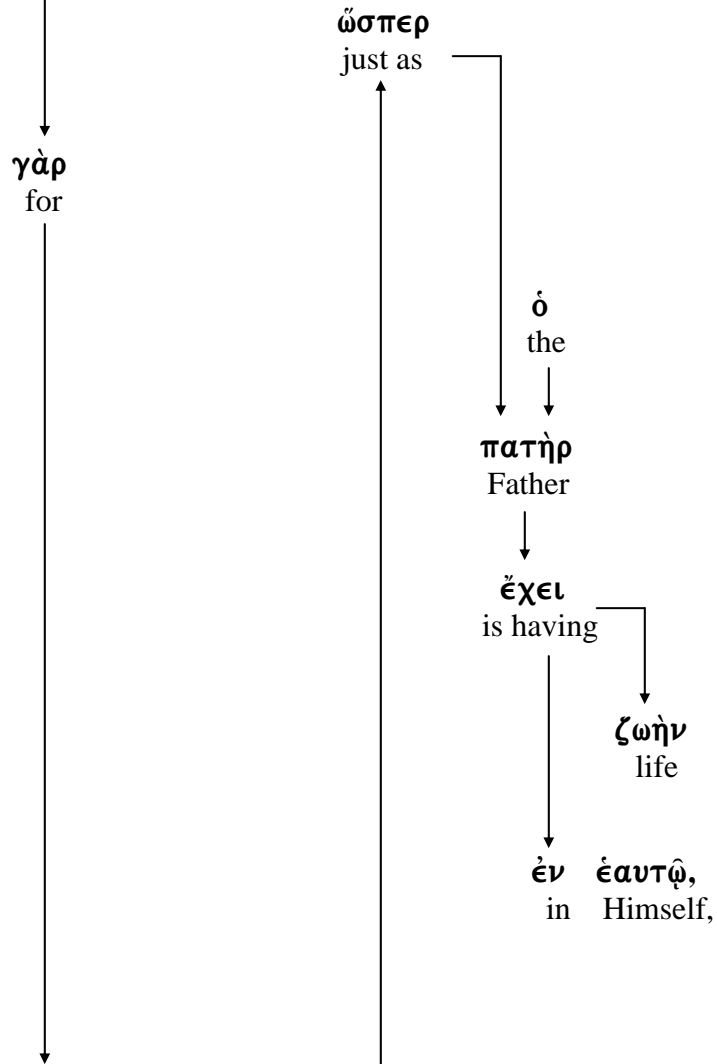 ὥσπερ
just as
γὰρ
for
ὁ
the
πατὴρ
Father
ἔχει
is having
ζωὴν
life
ἐν ἑαυτῷ,
in Himself,